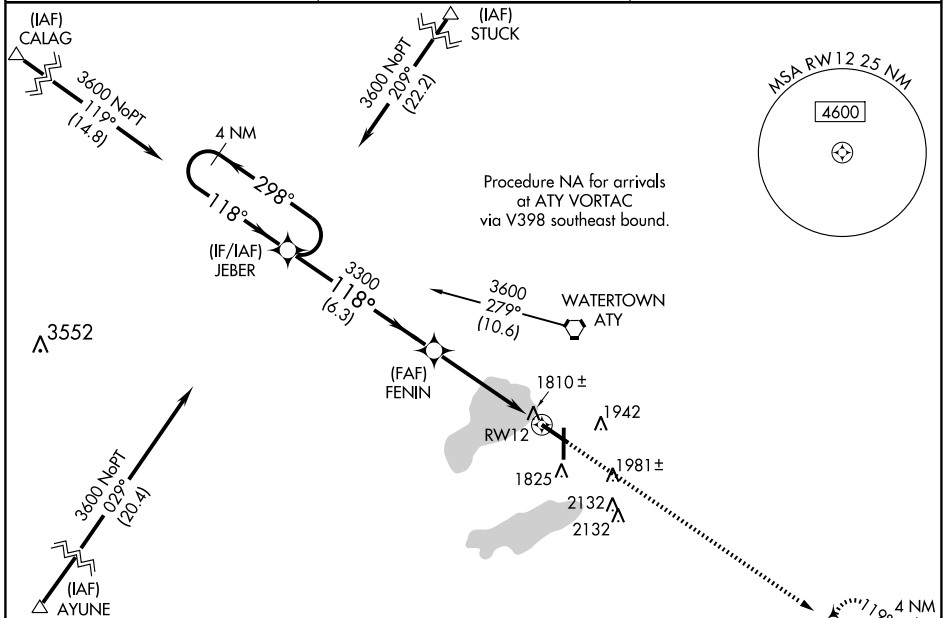 (IAF)
CALAG
3600 NoPT
119°
(14.8)
(IAF)
STUCK
3600 NoPT
209°
(22.2)
MSA RW12 25 NM
4600
4 NM
298°
118°
(IF/IAF)
JEBER
Procedure NA for arrivals
at ATY VORTAC
via V398 southeast bound.
3300
118°
(6.3)
3600
279°
(10.6)
WATERTOWN
ATY
3552
(FAF)
FENIN
1810 ±
RW12
1942
1825
1981±
2132
2132
3600 NoPT
029°
(20.4)
(IAF)
AYUNE
119°
4 NM